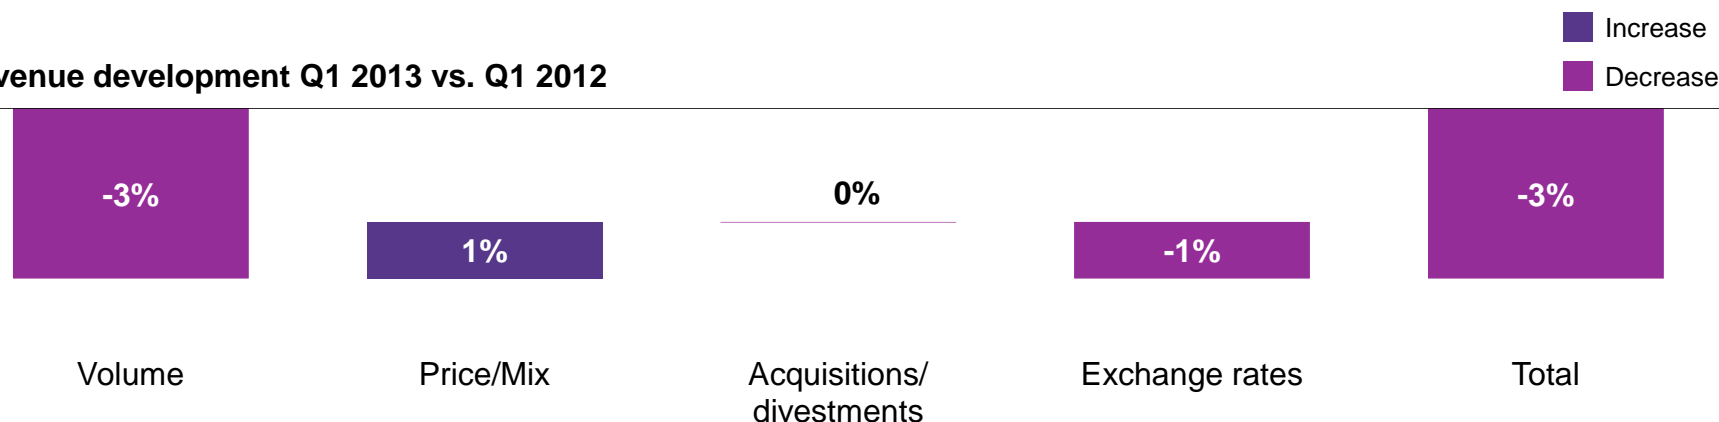 Increase
venue development Q1 2013 vs. Q1 2012
Decrease
-3%
1%
0%
-1%
-3%
Volume
Price/Mix
Acquisitions/
divestments
Exchange rates
Total